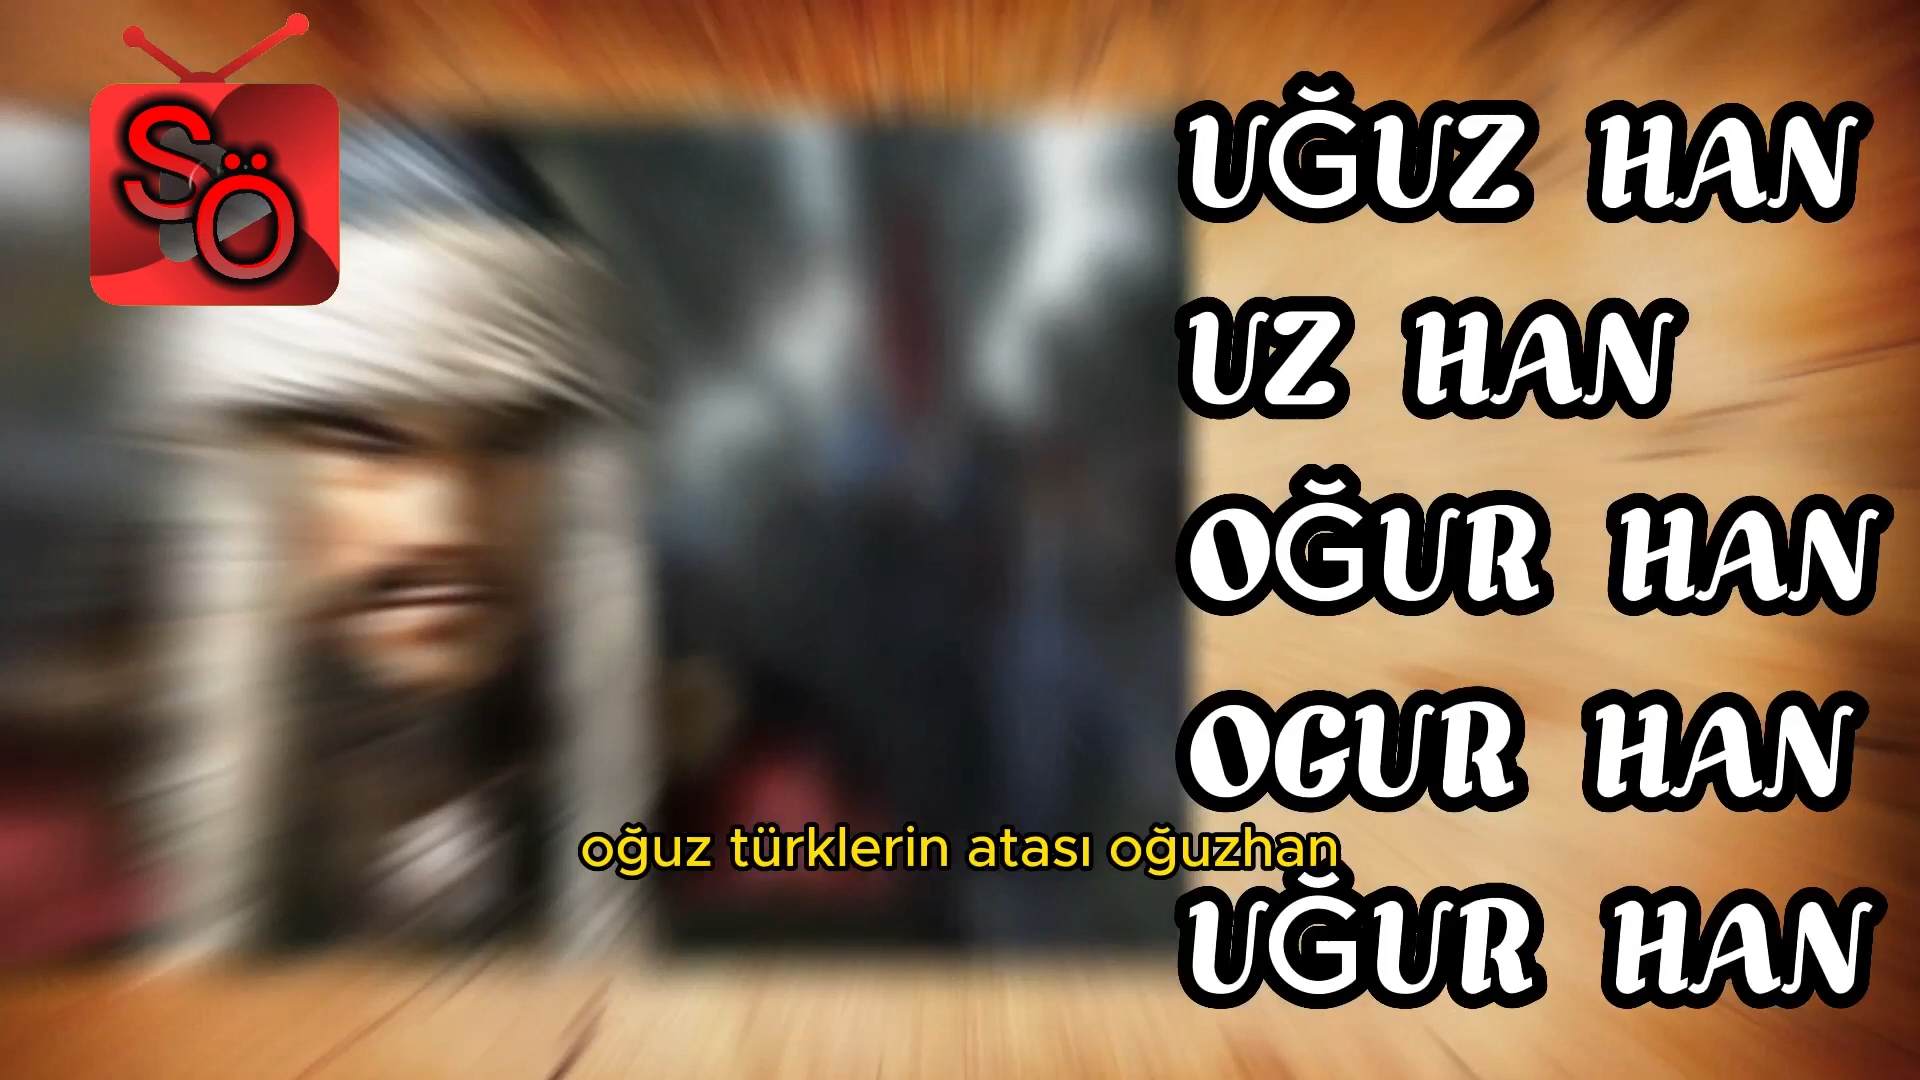 SÖ
UĞUZ HAN
UZ HAN
OĞUR HAN
OGUR HAN
oğuz türklerin atası oğuzhan
UĞUR HAN